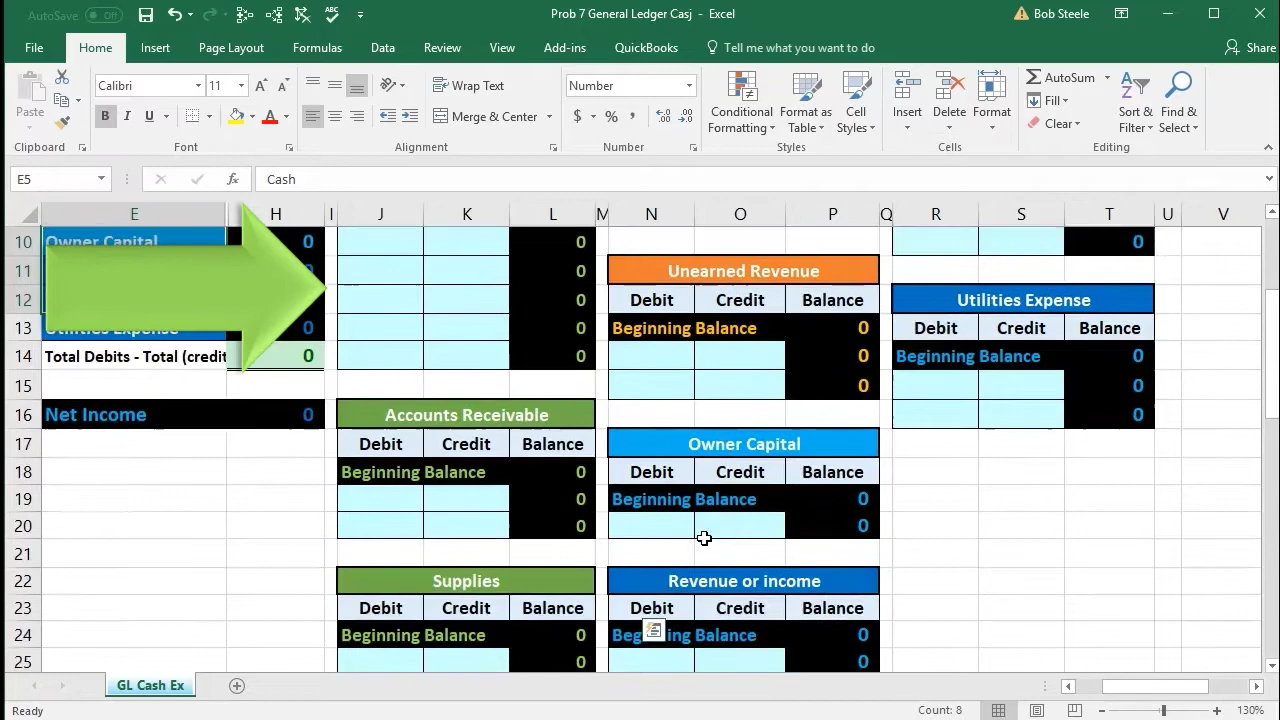 AutoSave Off Prob 7 General Ledger Casj - Excel Bob Steele
File Home Insert Page Layout Formulas Data Review View Add-ins QuickBooks Tell me what you want to do Share
Calibri 11 Wrap Text Number AutoSum
Paste B I U A Merge & Center $ % Conditional Formatting Format as Table Cell Styles Insert Delete Format Fill Clear Sort & Filter Find & Select
Clipboard Font Alignment Number Styles Cells Editing
E5 fx Cash
E H I J K L M N O P Q R S T U V
10 Owner Capital 0 0 0
11 0 Unearned Revenue
12 0 Debit Credit Balance Utilities Expense
13 Utilities Expense 0 0 Beginning Balance 0 Debit Credit Balance
14 Total Debits - Total (credit 0 0 0 Beginning Balance 0
15 0 0
16 Net Income 0 Accounts Receivable 0
17 Debit Credit Balance Owner Capital
18 Beginning Balance 0 Debit Credit Balance
19 0 Beginning Balance 0
20 0 0
21
22 Supplies Revenue or income
23 Debit Credit Balance Debit Credit Balance
24 Beginning Balance 0 Beg ing Balance 0
25 0 0
GL Cash Ex
Ready Count: 8 130%